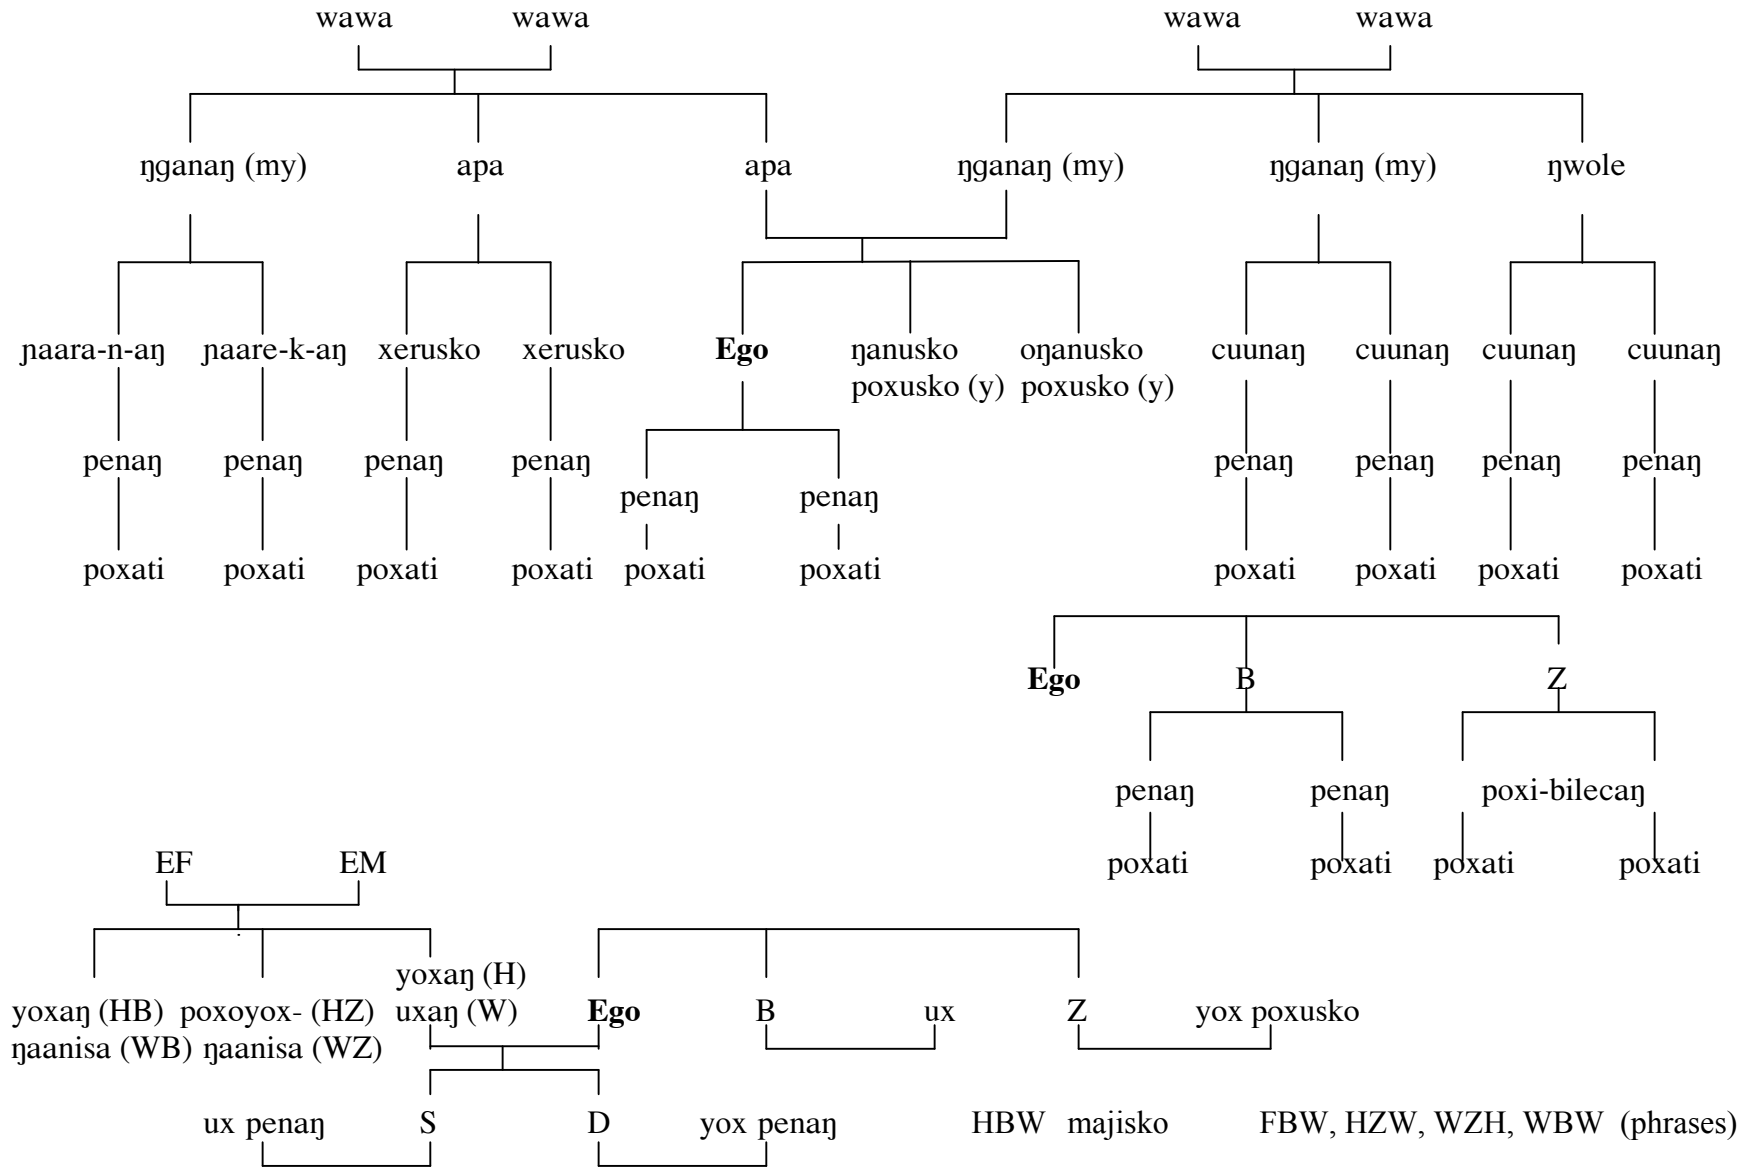 wawa wawa wawa wawa
ŋganaŋ (my) apa apa ŋganaŋ (my) ŋganaŋ (my) ŋwole
ɲaara-n-aŋ ɲaare-k-aŋ xerusko xerusko Ego ŋanusko oŋanusko cuunaŋ cuunaŋ cuunaŋ cuunaŋ
poxusko (y) poxusko (y)
penaŋ penaŋ penaŋ penaŋ penaŋ penaŋ penaŋ penaŋ
penaŋ penaŋ
poxati poxati poxati poxati poxati poxati poxati poxati poxati poxati
Ego B Z
penaŋ penaŋ poxi-bilecaŋ
EF EM poxati poxati poxati poxati
yoxaŋ (H)
yoxaŋ (HB) poxoyox- (HZ) uxaŋ (W) Ego B ux Z yox poxusko
ŋaanisa (WB) ŋaanisa (WZ)
ux penaŋ S D yox penaŋ HBW majisko FBW, HZW, WZH, WBW (phrases)